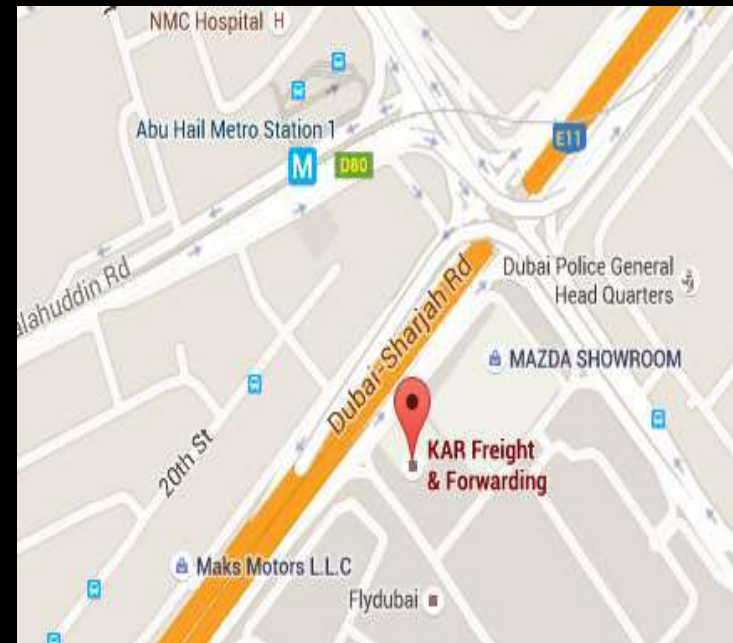 NMC Hospital H
Abu Hail Metro Station 1
M
D80
E11
alahuddin Rd
Dubai-Sharjah Rd
Dubai Police General
Head Quarters
MAZDA SHOWROOM
KAR Freight
& Forwarding
20th St
Maks Motors L.L.C
Flydubai